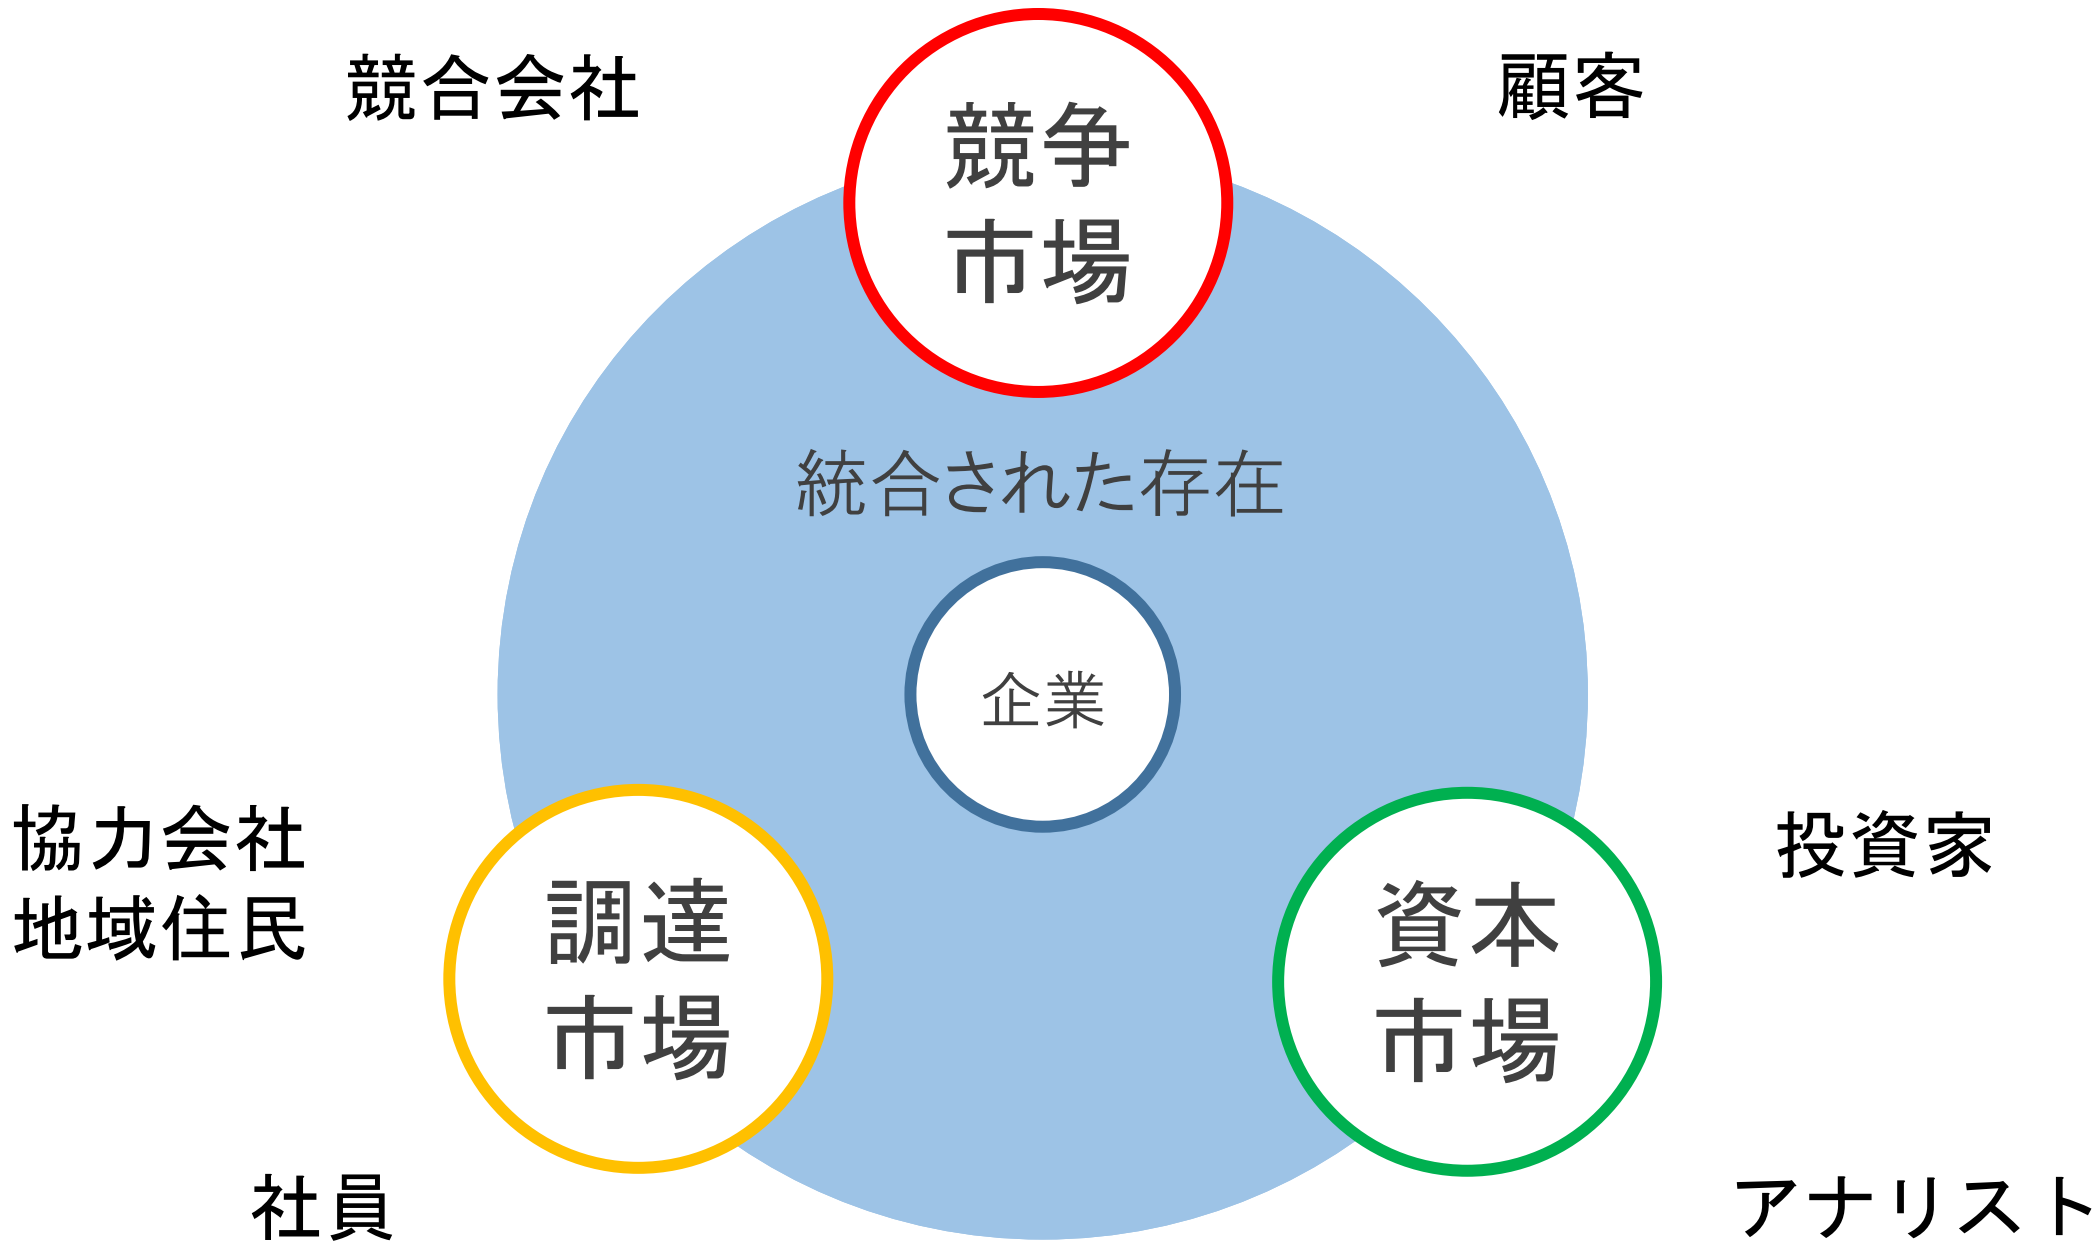 競合会社
顧客
競争
市場
統合された存在
企業
協力会社
地域住民
調達
市場
投資家
資本
市場
社員
アナリスト